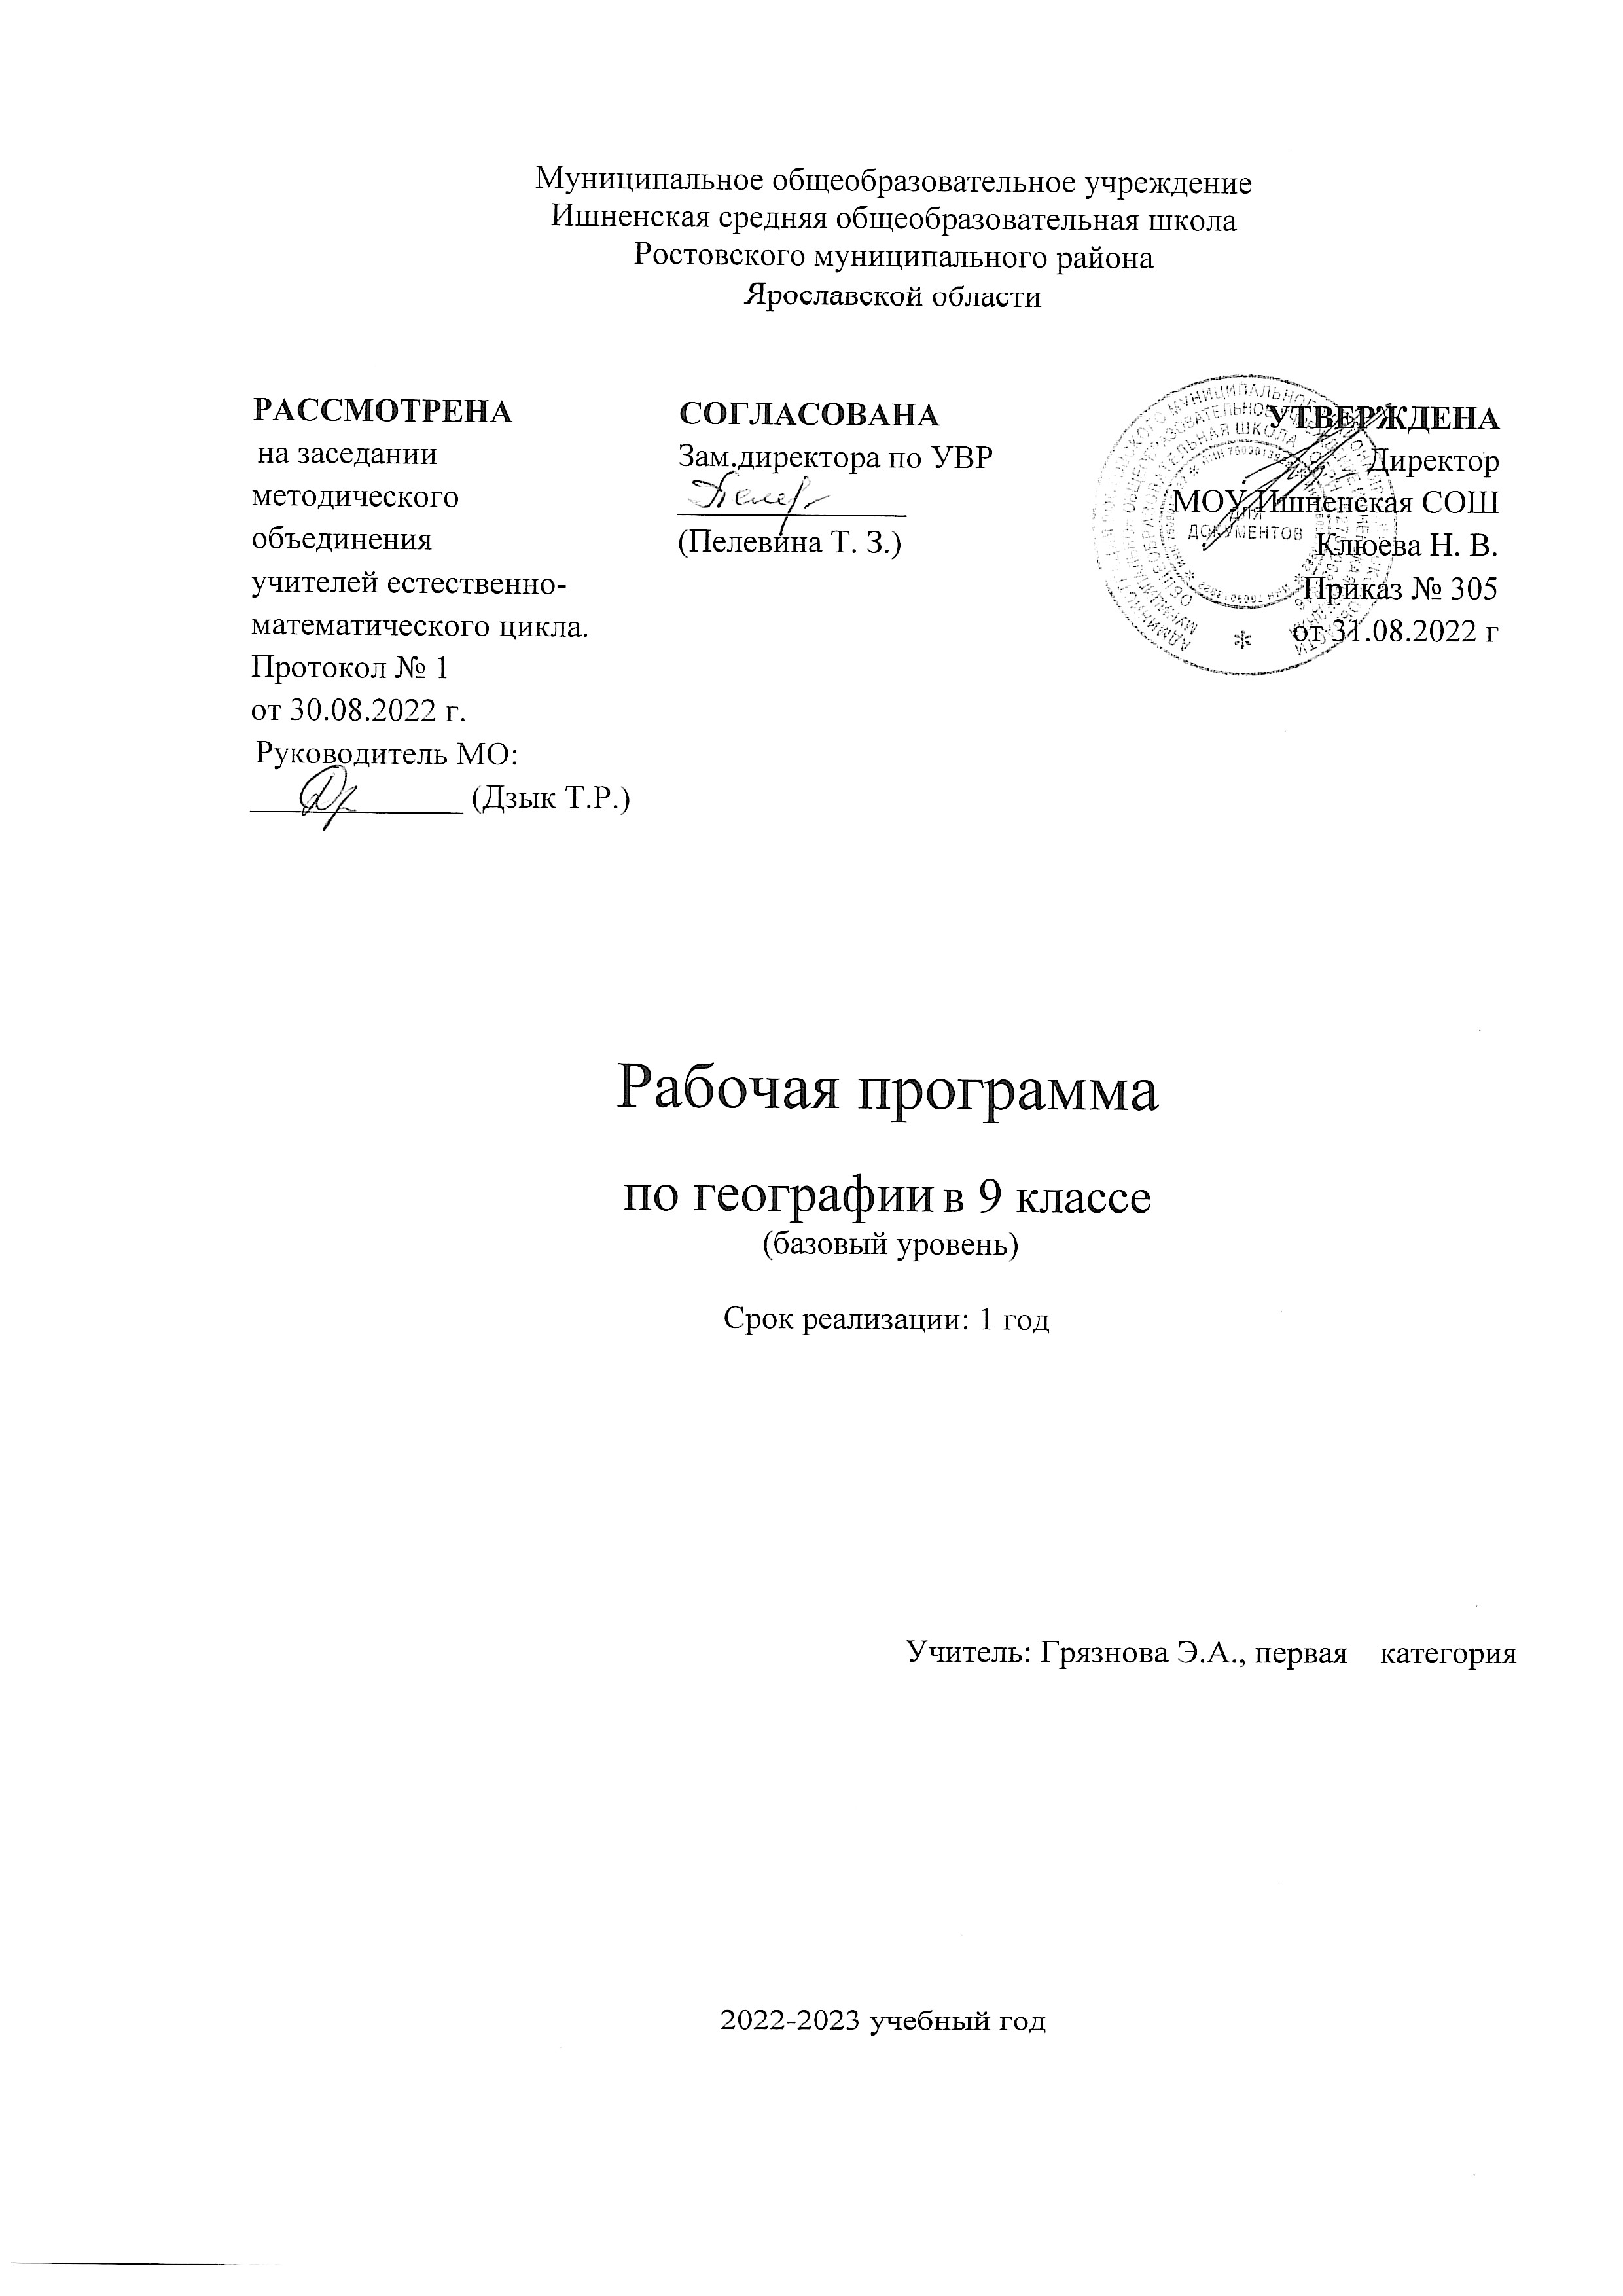 Муниципальное общеобразовательное учреждение
Ишненская средняя общеобразовательная школа
Ростовского муниципального района
Ярославской области
РАССМОТРЕНА
на заседании
методического
объединения
учителей естественно-
математического цикла.
Протокол № 1
от 30.08.2022 г.
Руководитель МО:
(Дзык Т.Р.)
СОГЛАСОВАНА
Зам.директора по УВР
(Пелевина Т. З.)
УТВЕРЖДЕНА
Директор
МОУ Ишненская СОШ
Клюева Н. В.
Приказ № 305
от 31.08.2022 г
ДЛЯ
ДОКУМЕНТОВ
Рабочая программа
по географии в 9 классе
(базовый уровень)
Срок реализации: 1 год
Учитель: Грязнова Э.А., первая категория
2022-2023 учебный год